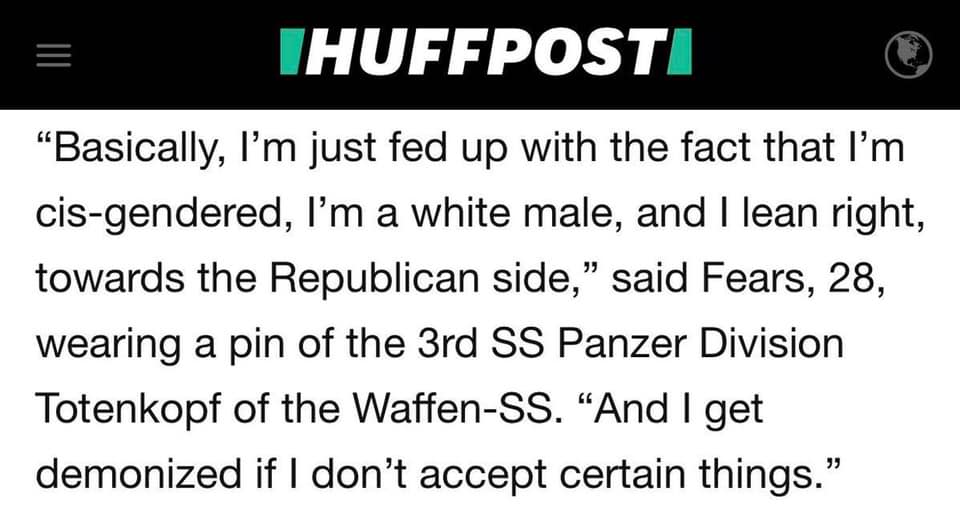 HUFFPOST
“Basically, I’m just fed up with the fact that I’m
cis-gendered, I’m a white male, and I lean right,
towards the Republican side,” said Fears, 28,
wearing a pin of the 3rd SS Panzer Division
Totenkopf of the Waffen-SS. “And I get
demonized if I don’t accept certain things.”